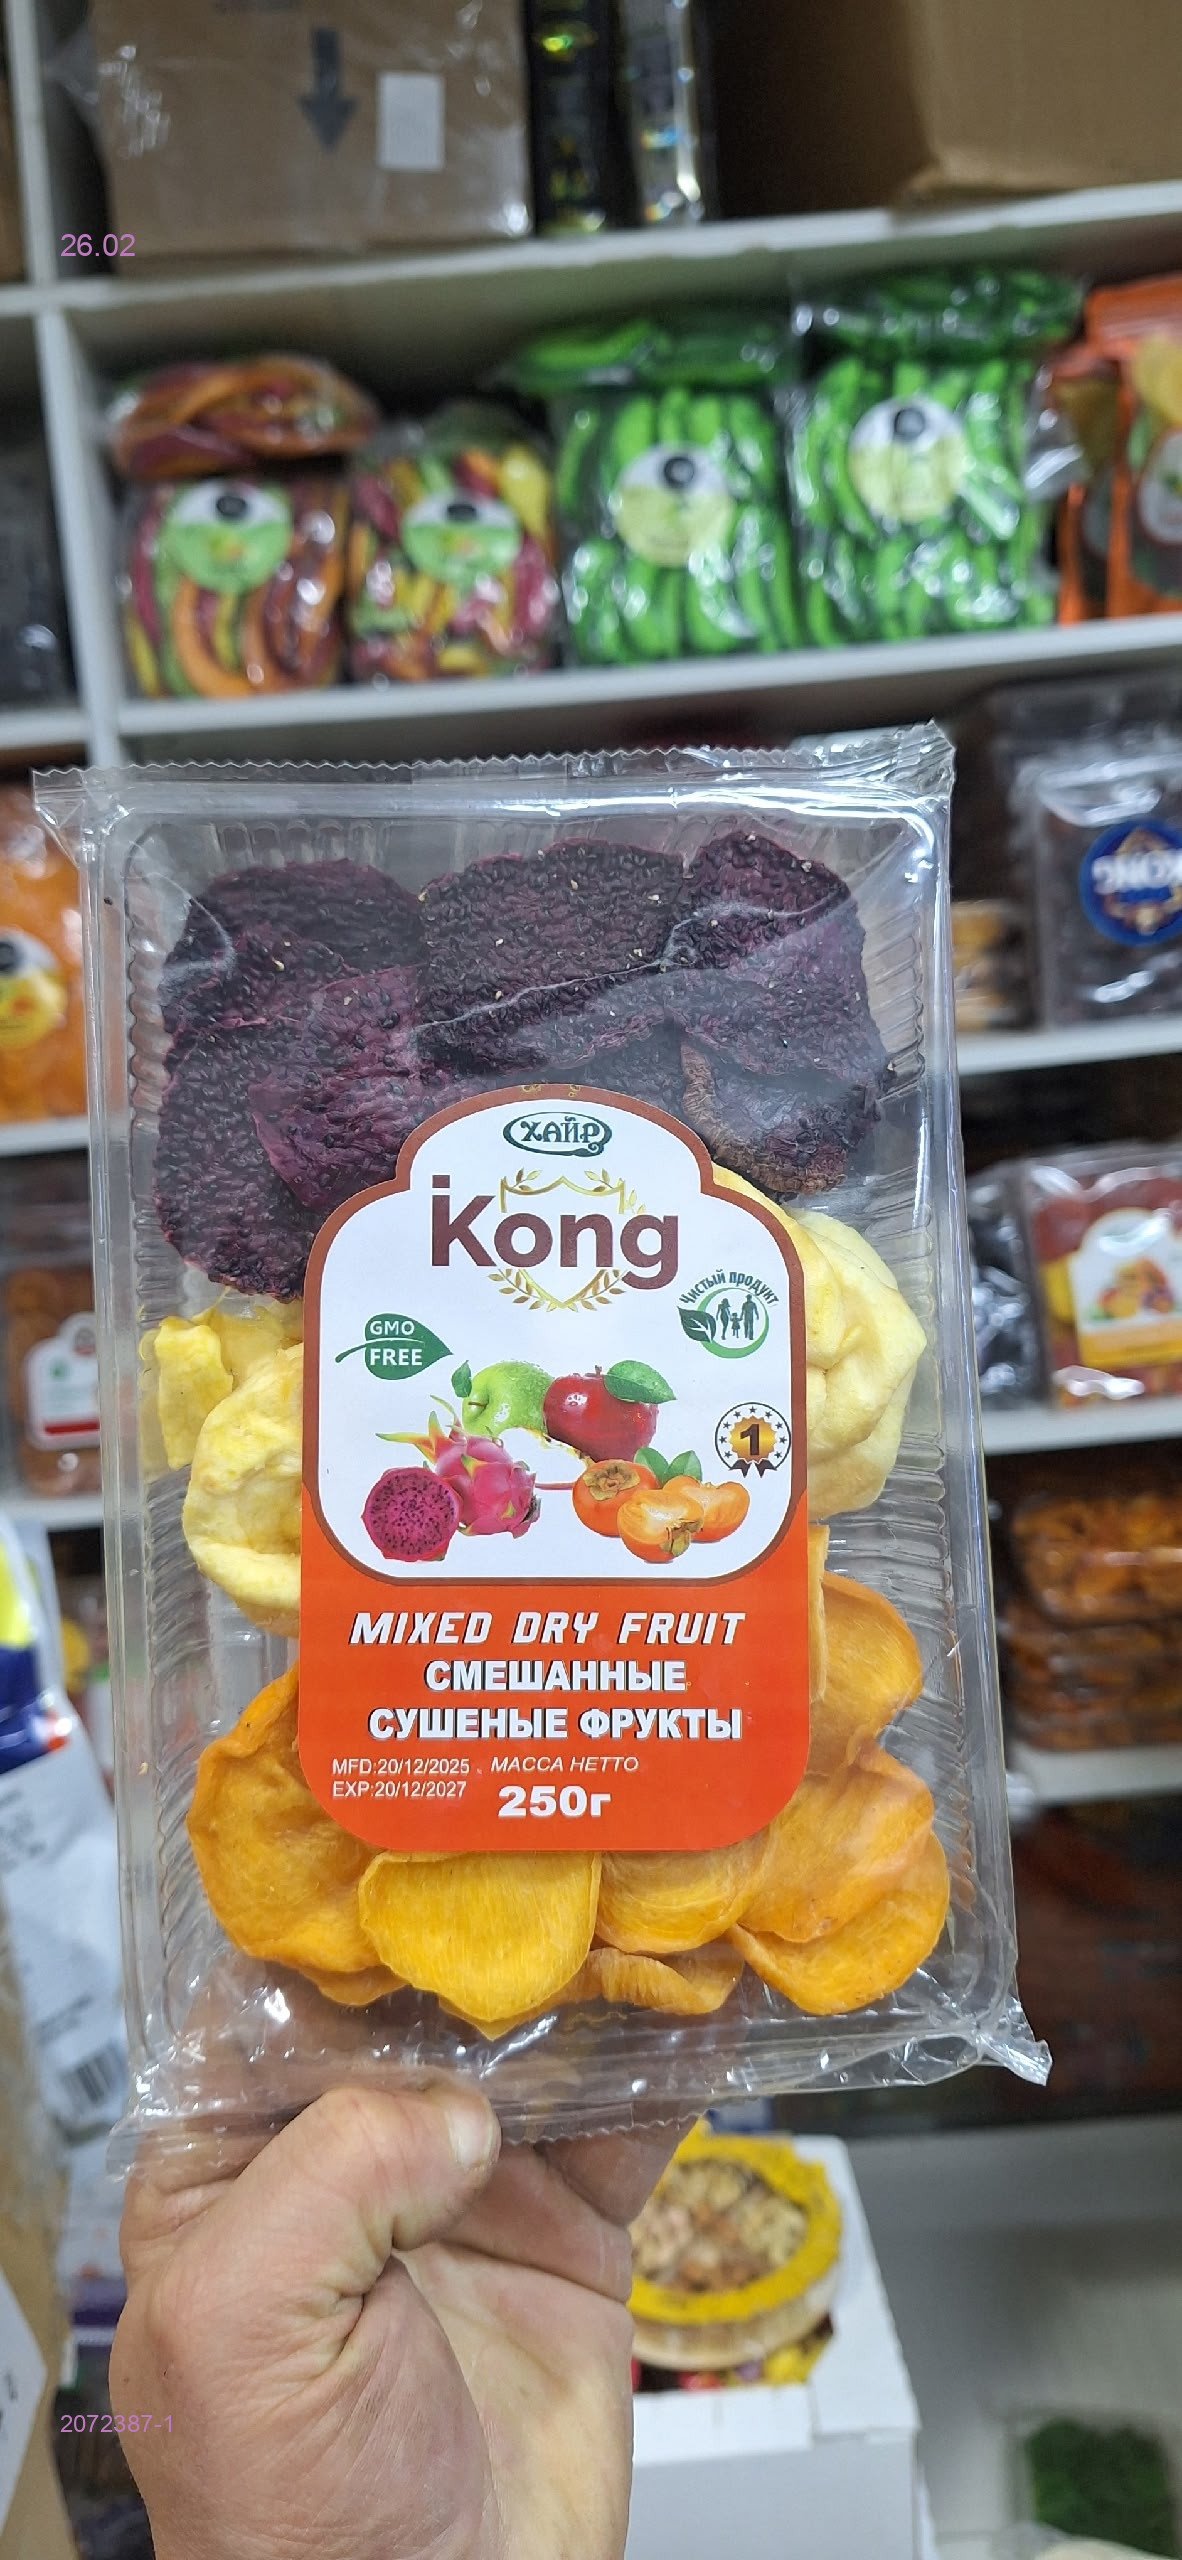 26.02
KONG
ХАЙР
kong
Чистый продукт
GMO
FREE
1
MIXED DRY FRUIT
СМЕШАННЫЕ
СУШЕНЫЕ ФРУКТЫ
MFD:20/12/2025 МАССА НЕТТО
EXP:20/12/2027 250г
2072387-1